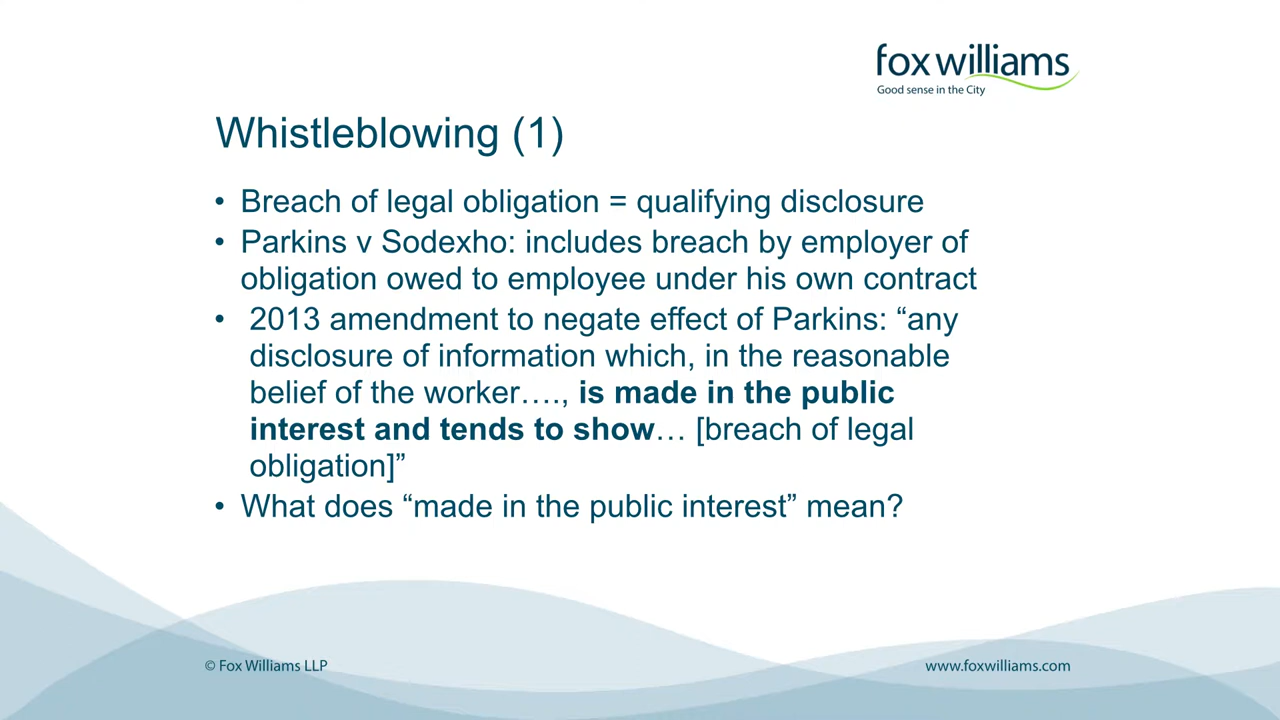 fox williams
Good sense in the City
Whistleblowing (1)
• Breach of legal obligation = qualifying disclosure
• Parkins v Sodexho: includes breach by employer of
obligation owed to employee under his own contract
• 2013 amendment to negate effect of Parkins: “any
disclosure of information which, in the reasonable
belief of the worker…., is made in the public
interest and tends to show… [breach of legal
obligation]”
• What does “made in the public interest” mean?
© Fox Williams LLP
www.foxwilliams.com